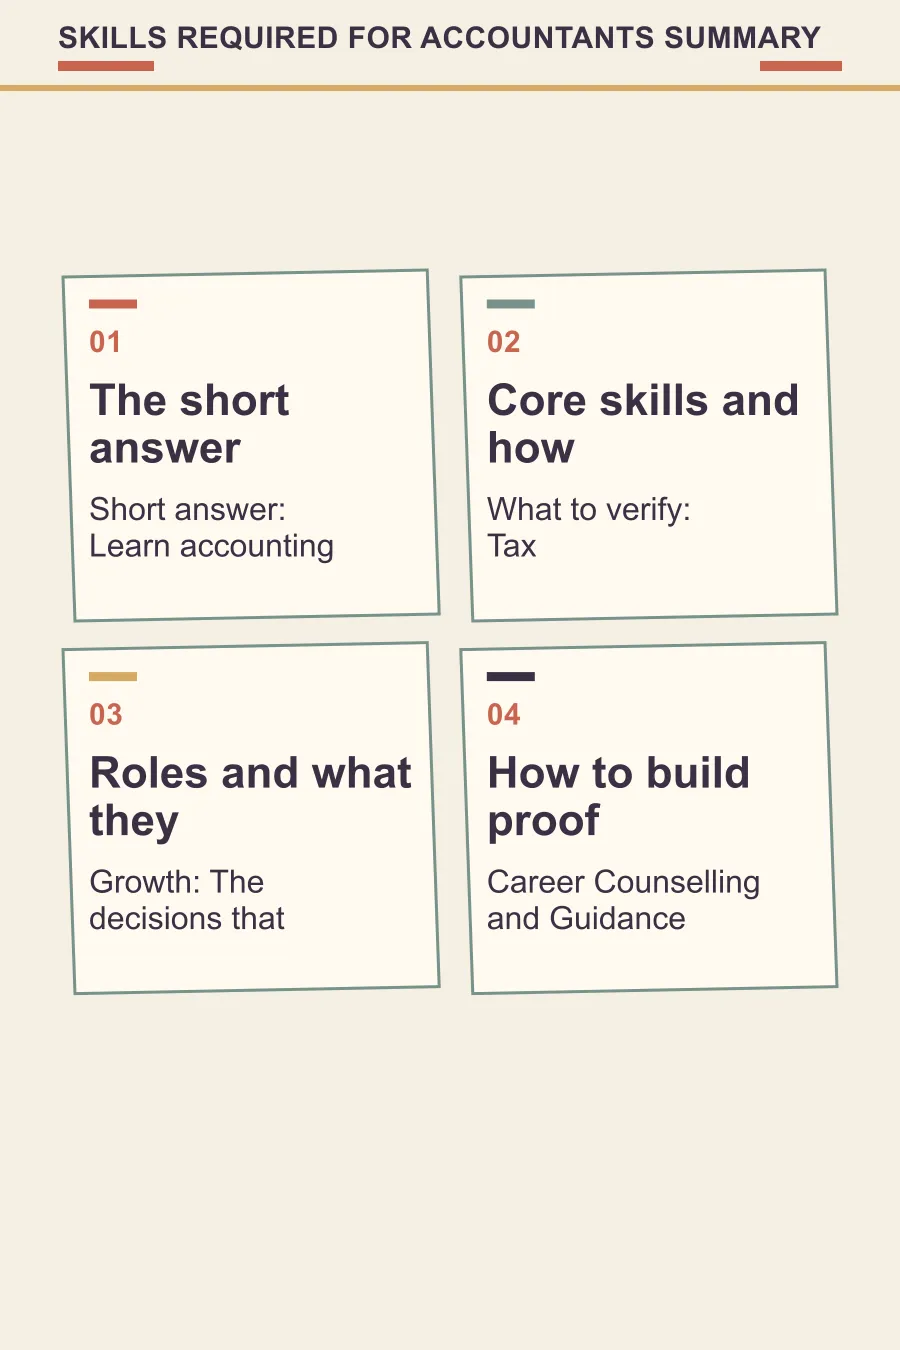 SKILLS REQUIRED FOR ACCOUNTANTS SUMMARY
01
The short
answer
Short answer:
Learn accounting
02
Core skills and
how
What to verify:
Tax
03
Roles and what
they
Growth: The
decisions that
04
How to build
proof
Career Counselling
and Guidance